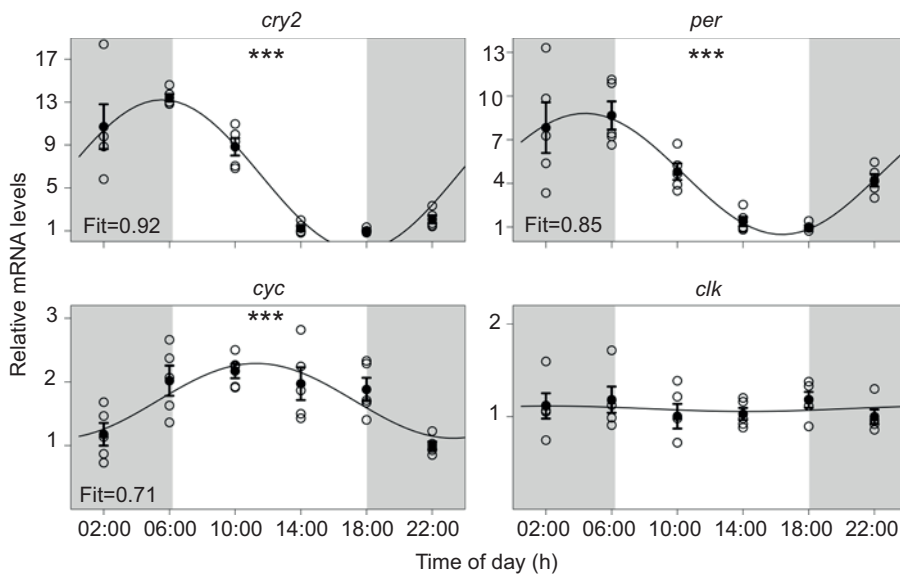 cry2
per
Relative mRNA levels
17
13
9
5
1
***
Fit=0.92
13
10
7
4
1
***
Fit=0.85
cyc
clk
3
2
1
***
Fit=0.71
2
1
02:00 06:00 10:00 14:00 18:00 22:00
02:00 06:00 10:00 14:00 18:00 22:00
Time of day (h)